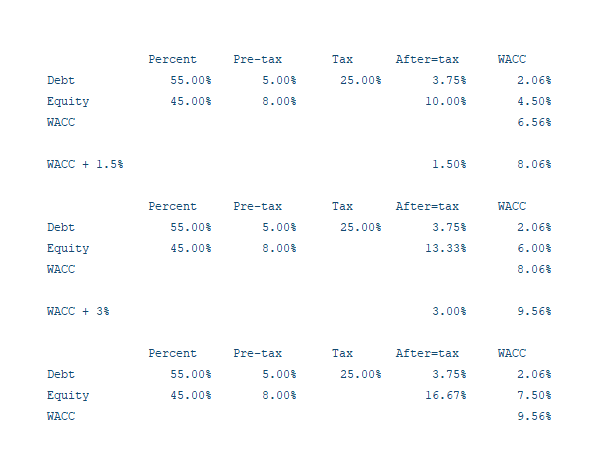 Percent Pre-tax Tax After=tax WACC
Debt 55.00% 5.00% 25.00% 3.75% 2.06%
Equity 45.00% 8.00% 10.00% 4.50%
WACC 6.56%
WACC + 1.5% 1.50% 8.06%
Percent Pre-tax Tax After=tax WACC
Debt 55.00% 5.00% 25.00% 3.75% 2.06%
Equity 45.00% 8.00% 13.33% 6.00%
WACC 8.06%
WACC + 3% 3.00% 9.56%
Percent Pre-tax Tax After=tax WACC
Debt 55.00% 5.00% 25.00% 3.75% 2.06%
Equity 45.00% 8.00% 16.67% 7.50%
WACC 9.56%